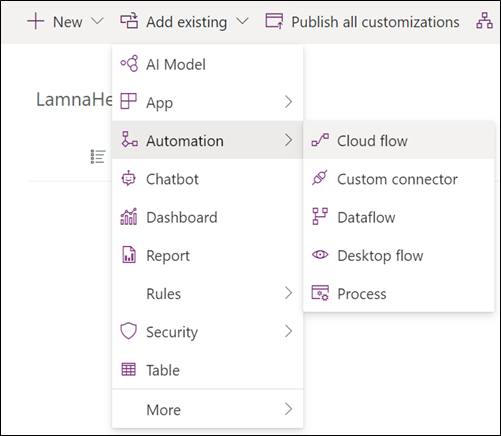 New
Add existing
Publish all customizations
LamnaHe
AI Model
App
Automation
Chatbot
Dashboard
Report
Rules
Security
Table
More
Cloud flow
Custom connector
Dataflow
Desktop flow
Process